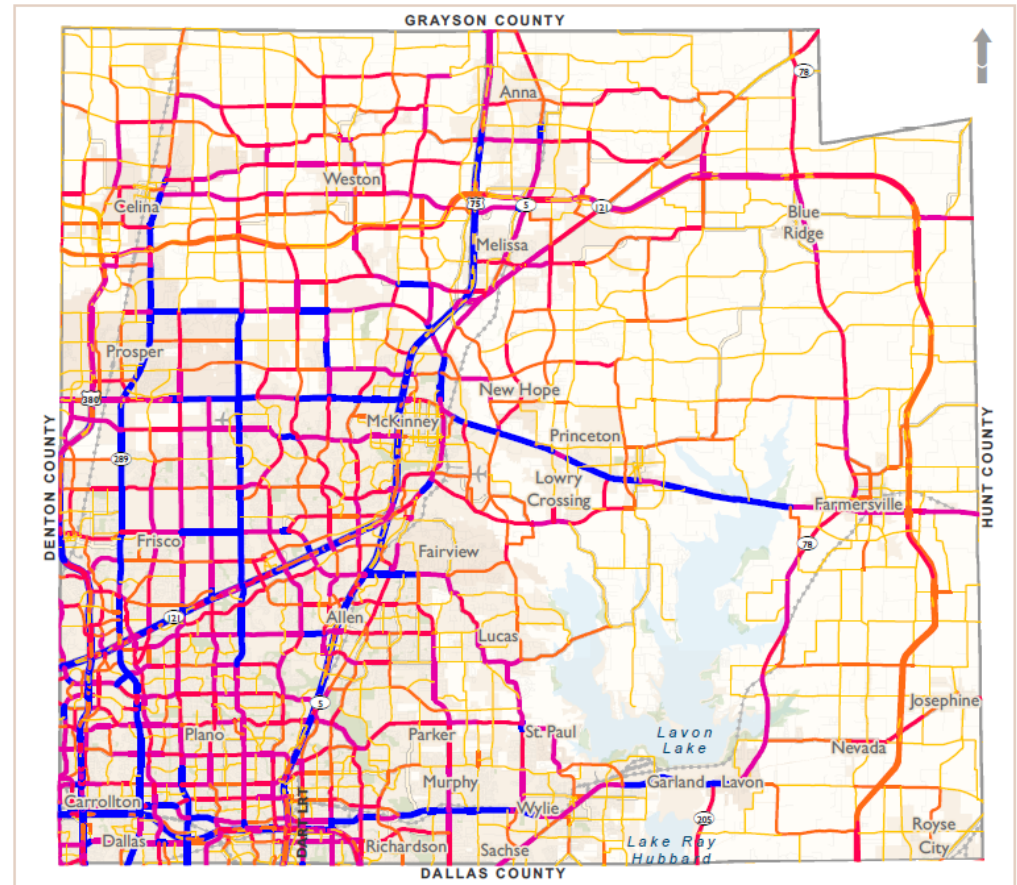 GRAYSON COUNTY
78
Anna
Weston
75
5
121
Celina
Blue
Ridge
Melissa
Prosper
New Hope
380
McKinney
Princeton
289
Lowry
Crossing
DENTON COUNTY
HUNT COUNTY
Farmersville
Frisco
78
Fairview
121
Allen
Lucas
5
Josephine
Plano
Parker
St. Paul
Lavon
Lake
Nevada
Murphy
Garland
Lavon
Carrollton
DART LRT
Wylie
205
Dallas
Richardson
Sachse
Lake Ray
Hubbard
Royse
City
DALLAS COUNTY